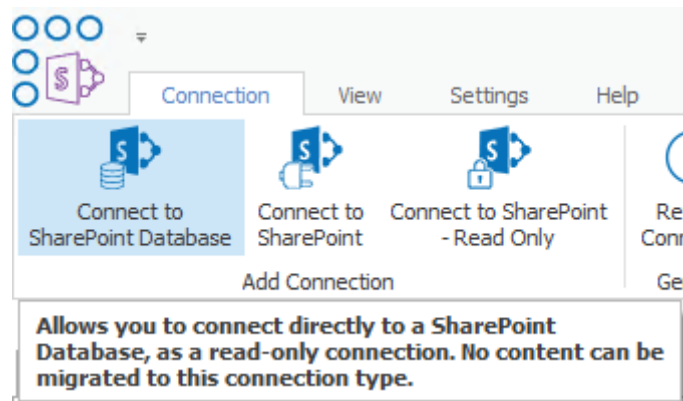 Connection View Settings Help
Connect to
SharePoint Database
Connect to
SharePoint
Connect to SharePoint
- Read Only
Add Connection
Allows you to connect directly to a SharePoint
Database, as a read-only connection. No content can be
migrated to this connection type.